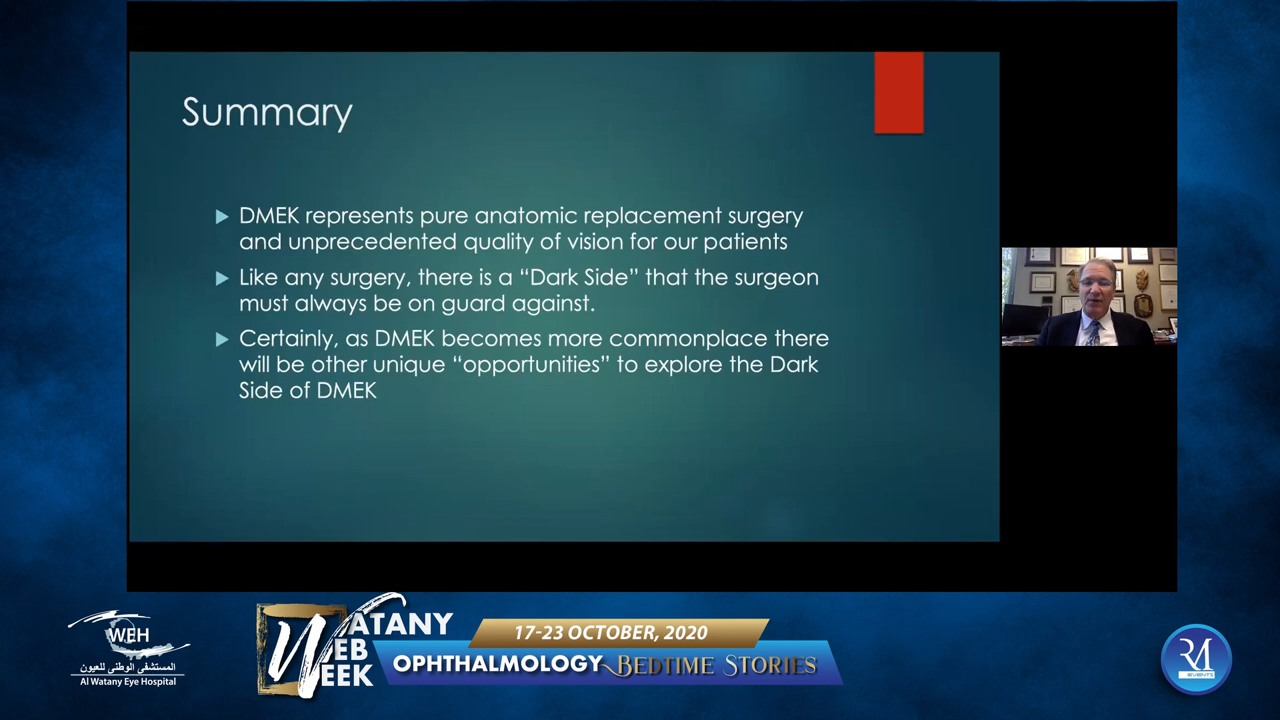 Summary
DMEK represents pure anatomic replacement surgery
and unprecedented quality of vision for our patients
Like any surgery, there is a “Dark Side” that the surgeon
must always be on guard against.
Certainly, as DMEK becomes more commonplace there
will be other unique “opportunities” to explore the Dark
Side of DMEK
WEH
المستشفى الوطني للعيون
Al Watany Eye Hospital
WATANY
WEB
WEEK
17-23 OCTOBER, 2020
OPHTHALMOLOGY BEDTIME STORIES
RM
EVENTS